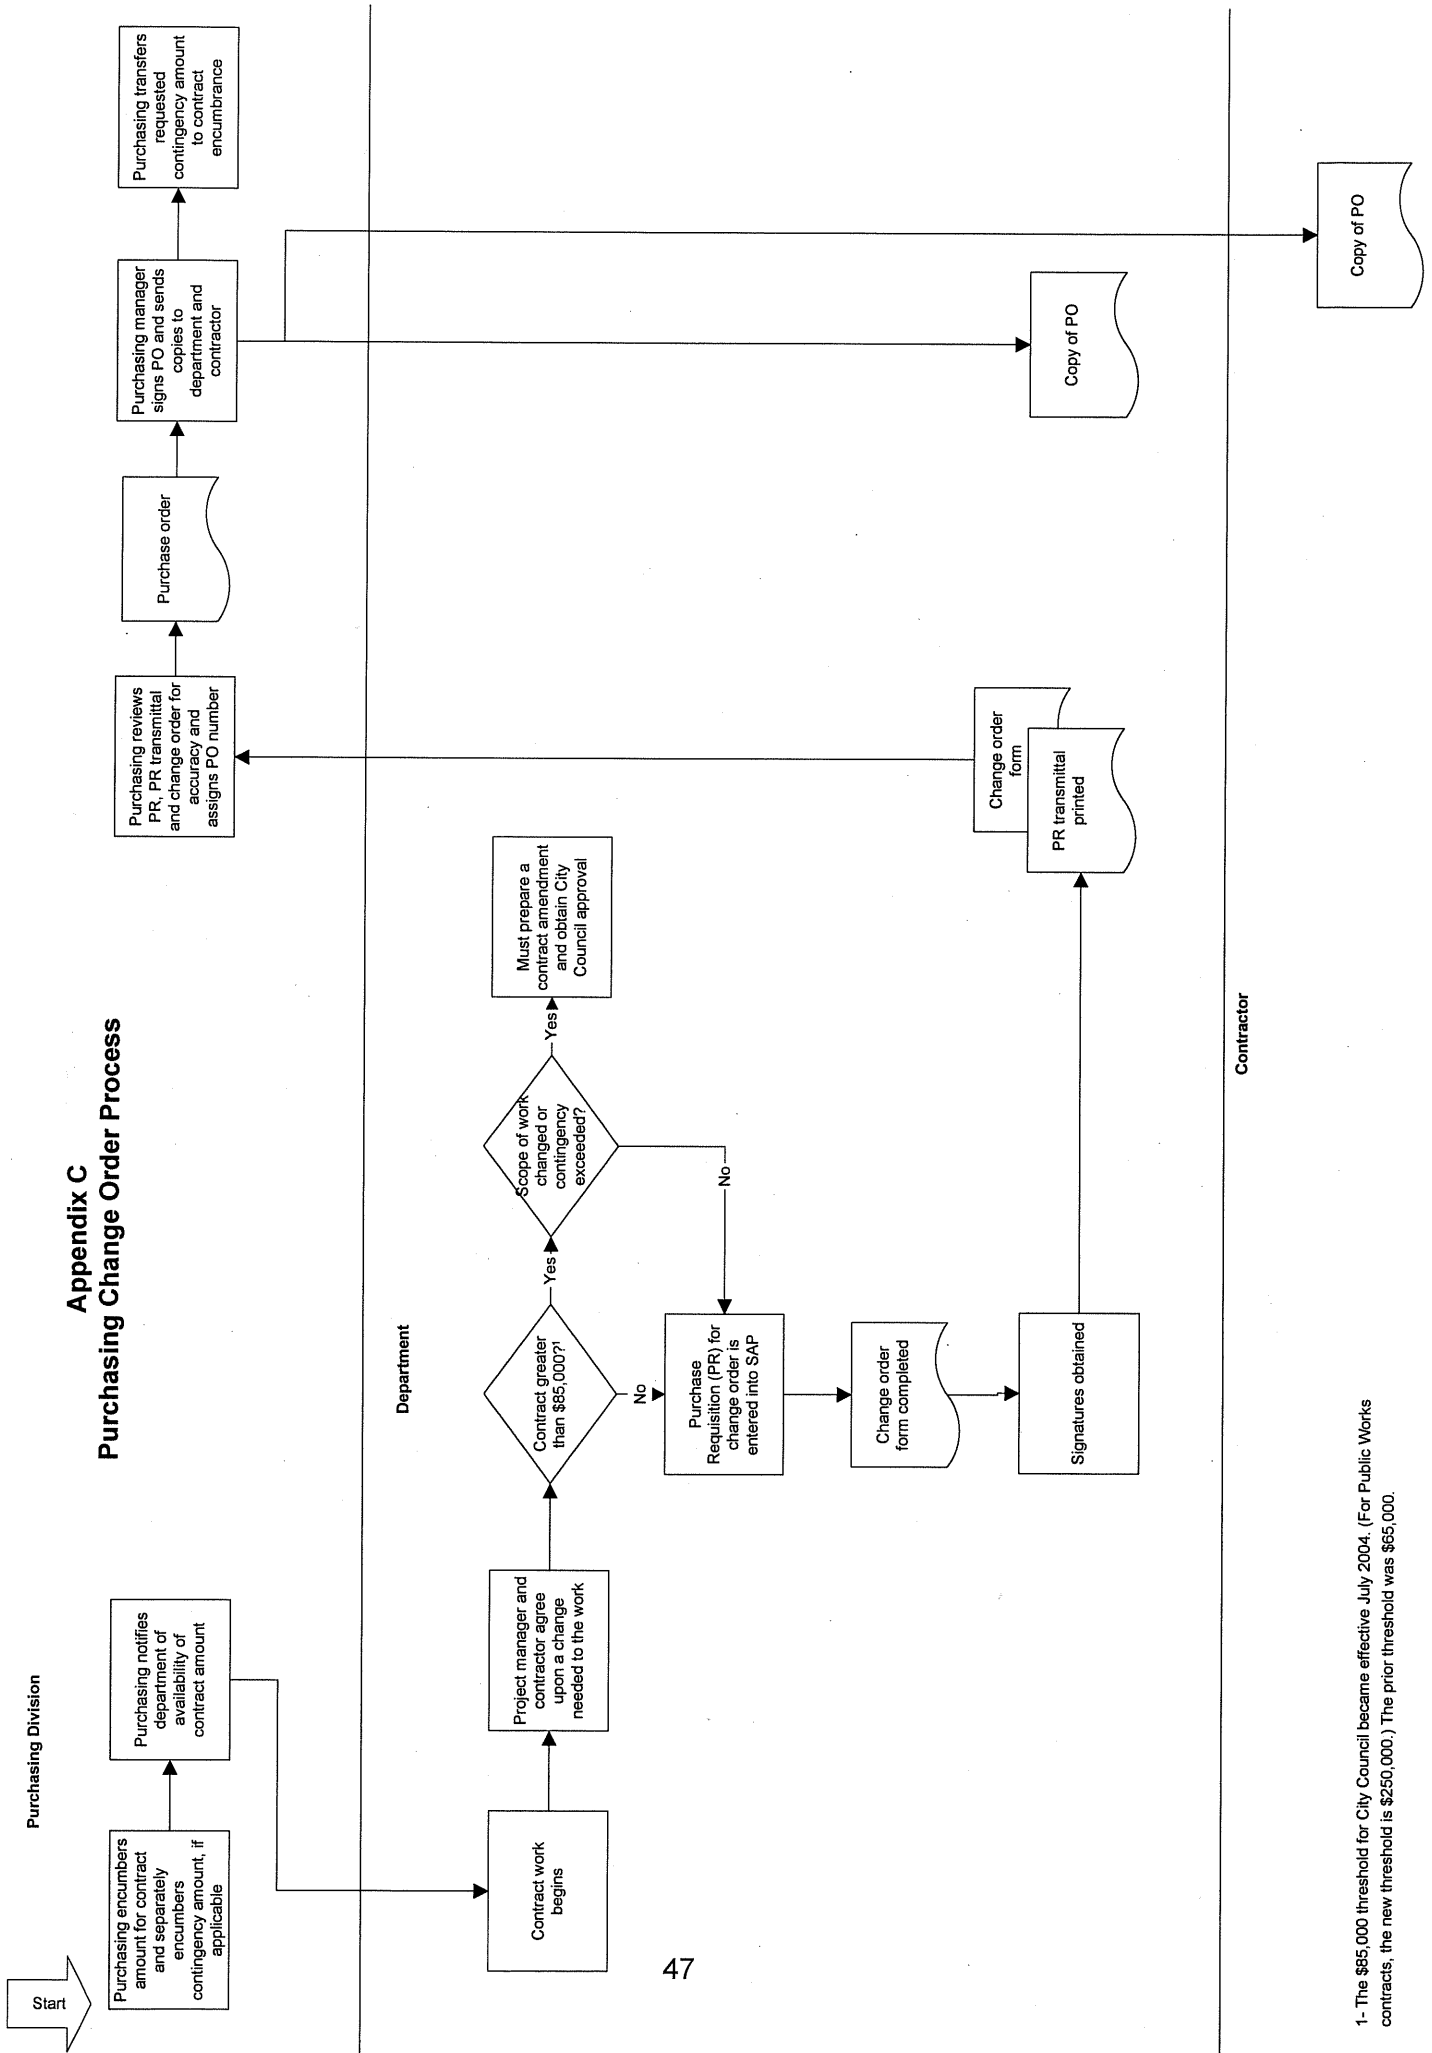 Appendix C
Purchasing Change Order Process
Purchasing Division
Start
Purchasing encumbers
amount for contract
and separately
encumbers
contingency amount, if
applicable
Purchasing notifies
department of
availability of
contract amount
Purchasing reviews
PR, PR transmittal
and change order for
accuracy and
assigns PO number
Purchase order
Purchasing manager
signs PO and sends
copies to
department and
contractor
Purchasing transfers
requested
contingency amount
to contract
encumbrance
Department
Contract work
begins
Project manager and
contractor agree
upon a change
needed to the work
Contract greater
than $85,000?¹
Yes
Scope of work
changed or
contingency
exceeded?
Yes
Must prepare a
contract amendment
and obtain City
Council approval
No
No
Purchase
Requisition (PR) for
change order is
entered into SAP
Change order
form completed
Signatures obtained
Change order
form
PR transmittal
printed
Copy of PO
Contractor
Copy of PO
1- The $85,000 threshold for City Council became effective July 2004. (For Public Works
contracts, the new threshold is $250,000.) The prior threshold was $65,000.
47